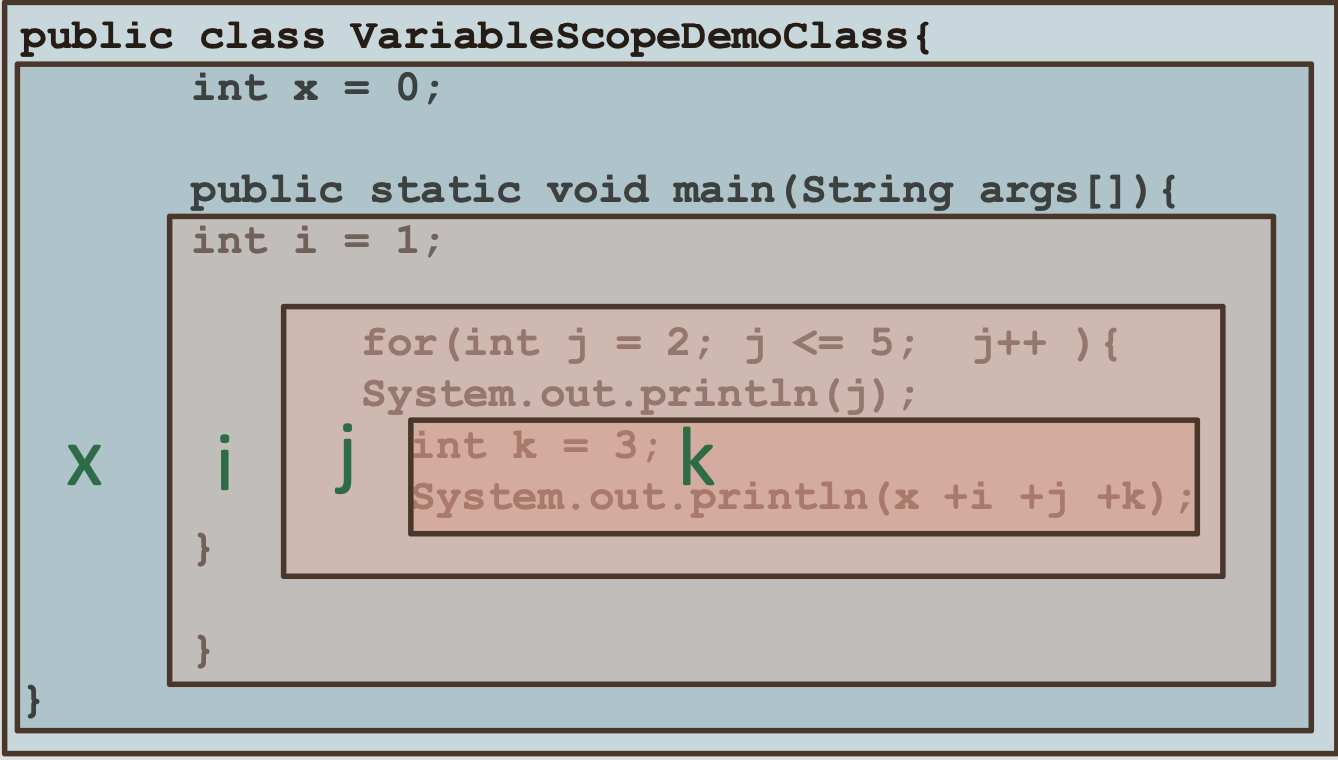 public class VariableScopeDemoClass{
int x = 0;
public static void main(String args[]){
int i = 1;
for(int j = 2; j <= 5;  j++ ){
System.out.println(j);
int k = 3;
System.out.println(x +i +j +k);
x i j k
}
}
}